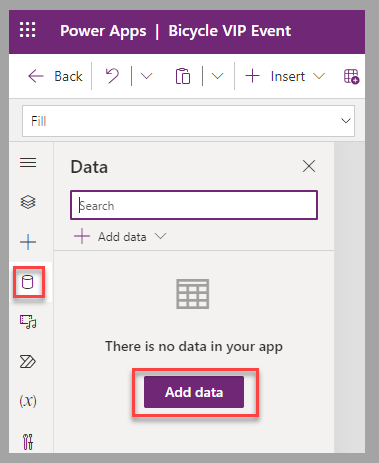 Power Apps | Bicycle VIP Event
Back Insert
Fill
Data
Search
Add data
There is no data in your app
Add data
(x)